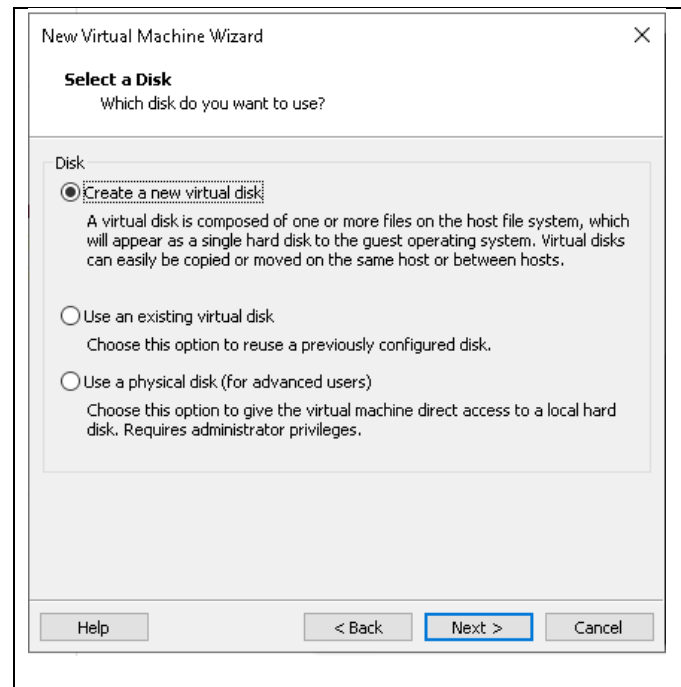 New Virtual Machine Wizard
Select a Disk
Which disk do you want to use?
Disk
Create a new virtual disk
A virtual disk is composed of one or more files on the host file system, which
will appear as a single hard disk to the guest operating system. Virtual disks
can easily be copied or moved on the same host or between hosts.
Use an existing virtual disk
Choose this option to reuse a previously configured disk.
Use a physical disk (for advanced users)
Choose this option to give the virtual machine direct access to a local hard
disk. Requires administrator privileges.
Help < Back Next > Cancel